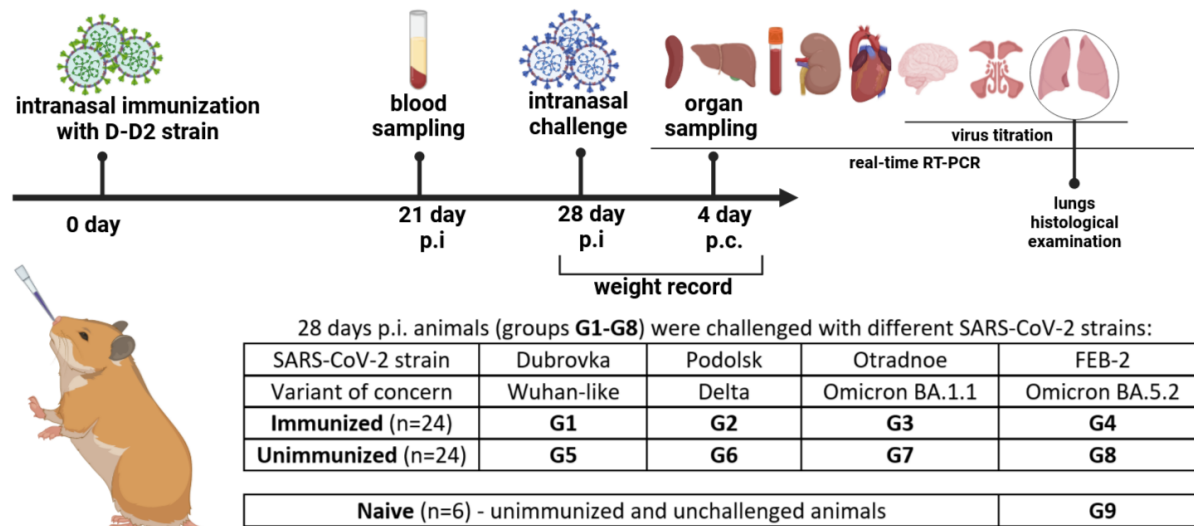 intranasal immunization
with D-D2 strain
blood
sampling
intranasal
challenge
organ
sampling
virus titration
real-time RT-PCR
0 day
21 day
p.i
28 day
p.i
4 day
p.c.
lungs
histological
examination
weight record
28 days p.i. animals (groups G1-G8) were challenged with different SARS-CoV-2 strains:
SARS-CoV-2 strain Dubrovka Podolsk Otradnoe FEB-2
Variant of concern Wuhan-like Delta Omicron BA.1.1 Omicron BA.5.2
Immunized (n=24) G1 G2 G3 G4
Unimmunized (n=24) G5 G6 G7 G8
Naive (n=6) - unimmunized and unchallenged animals G9